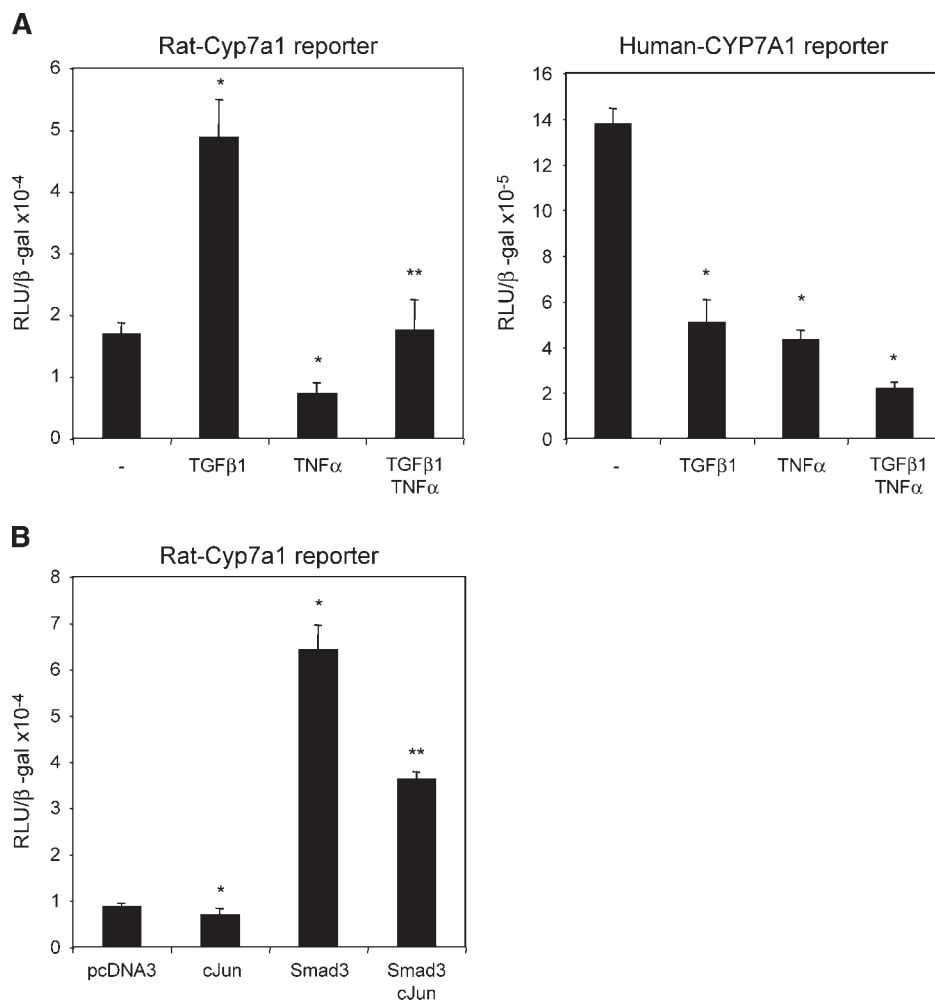 A
Rat-Cyp7a1 reporter
RLU/β -gal x10-4
6
5
4
3
2
1
0
*
*
**
-
TGFβ1
TNFα
TGFβ1
TNFα
Human-CYP7A1 reporter
RLU/β -gal x10-5
16
14
12
10
8
6
4
2
0
*
*
*
-
TGFβ1
TNFα
TGFβ1
TNFα
B
Rat-Cyp7a1 reporter
RLU/β -gal x10-4
8
7
6
5
4
3
2
1
0
*
*
**
pcDNA3
cJun
Smad3
Smad3
cJun